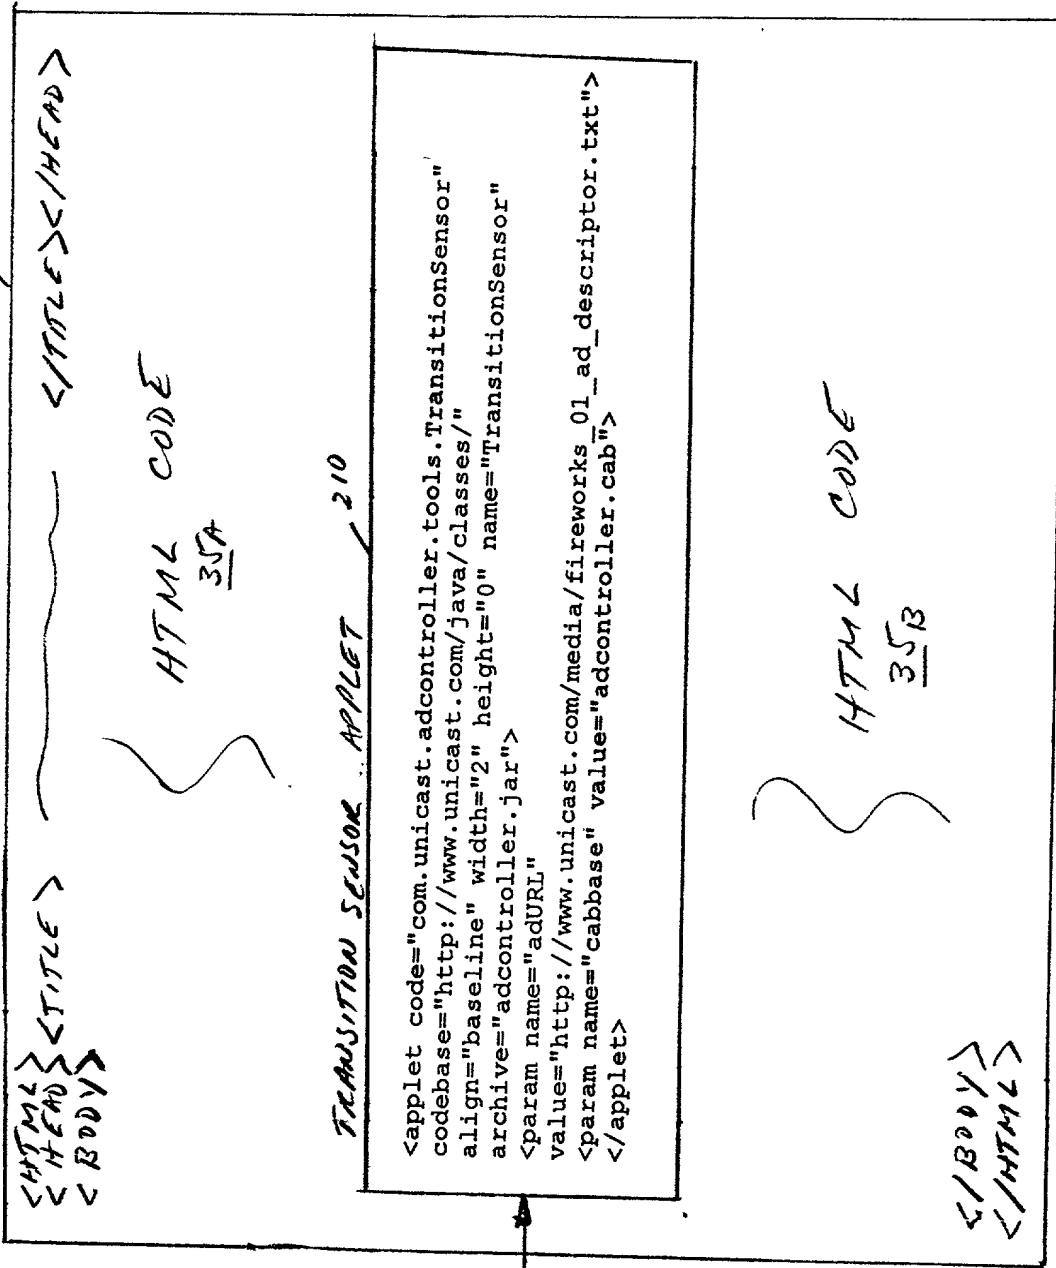 <HTML>
<HEAD><TITLE> </TITLE></HEAD>
<BODY>
HTML CODE
35A
TRANSITION SENSOR APPLET 210
<applet code="com.unicast.adcontroller.tools.TransitionSensor"
codebase="http://www.unicast.com/java/classes/"
align="baseline" width="2" height="0" name="TransitionSensor"
archive="adcontroller.jar">
<param name="adURL"
value="http://www.unicast.com/media/fireworks_01_ad_descriptor.txt">
<param name="cabbase" value="adcontroller.cab">
</applet>
HTML CODE
35B
</BODY>
</HTML>